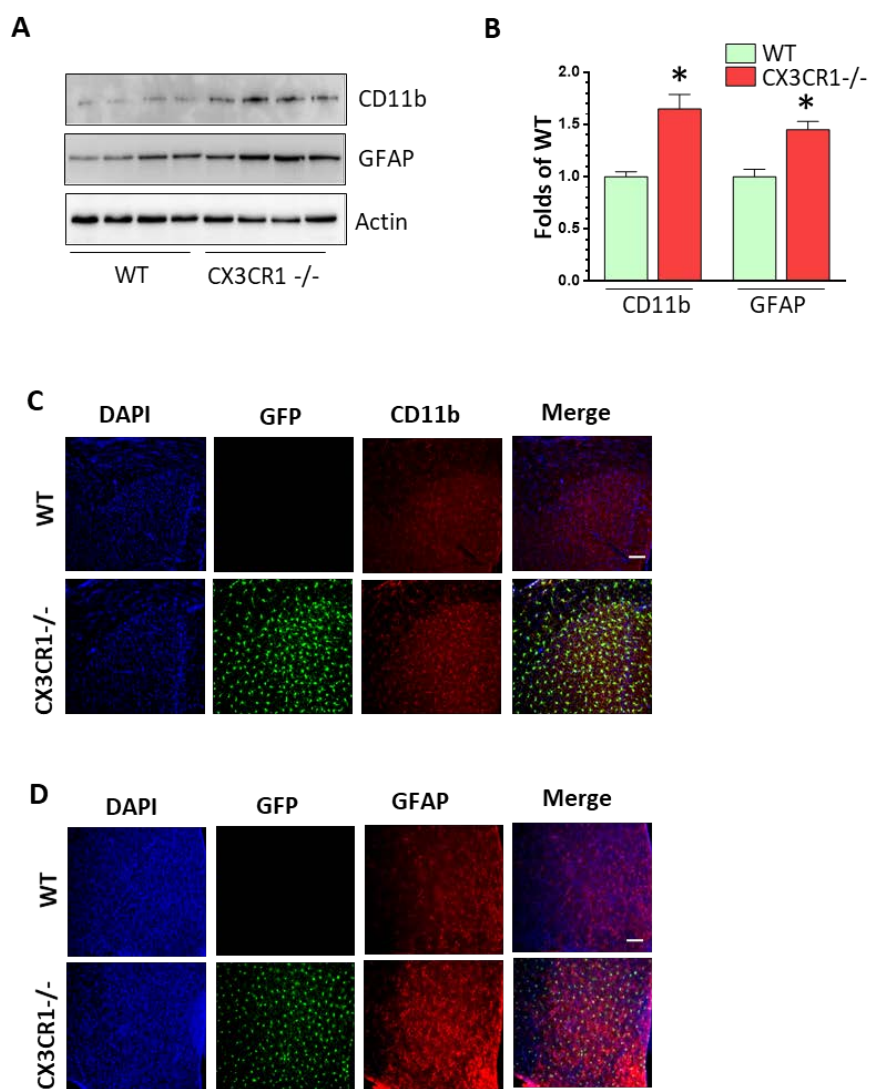 A
CD11b
GFAP
Actin
WT
CX3CR1 -/-
B
WT
CX3CR1-/-
Folds of WT
2.0
1.5
1.0
0.5
0.0
*
*
CD11b
GFAP
C
DAPI
GFP
CD11b
Merge
WT
CX3CR1-/-
D
DAPI
GFP
GFAP
Merge
WT
CX3CR1-/-